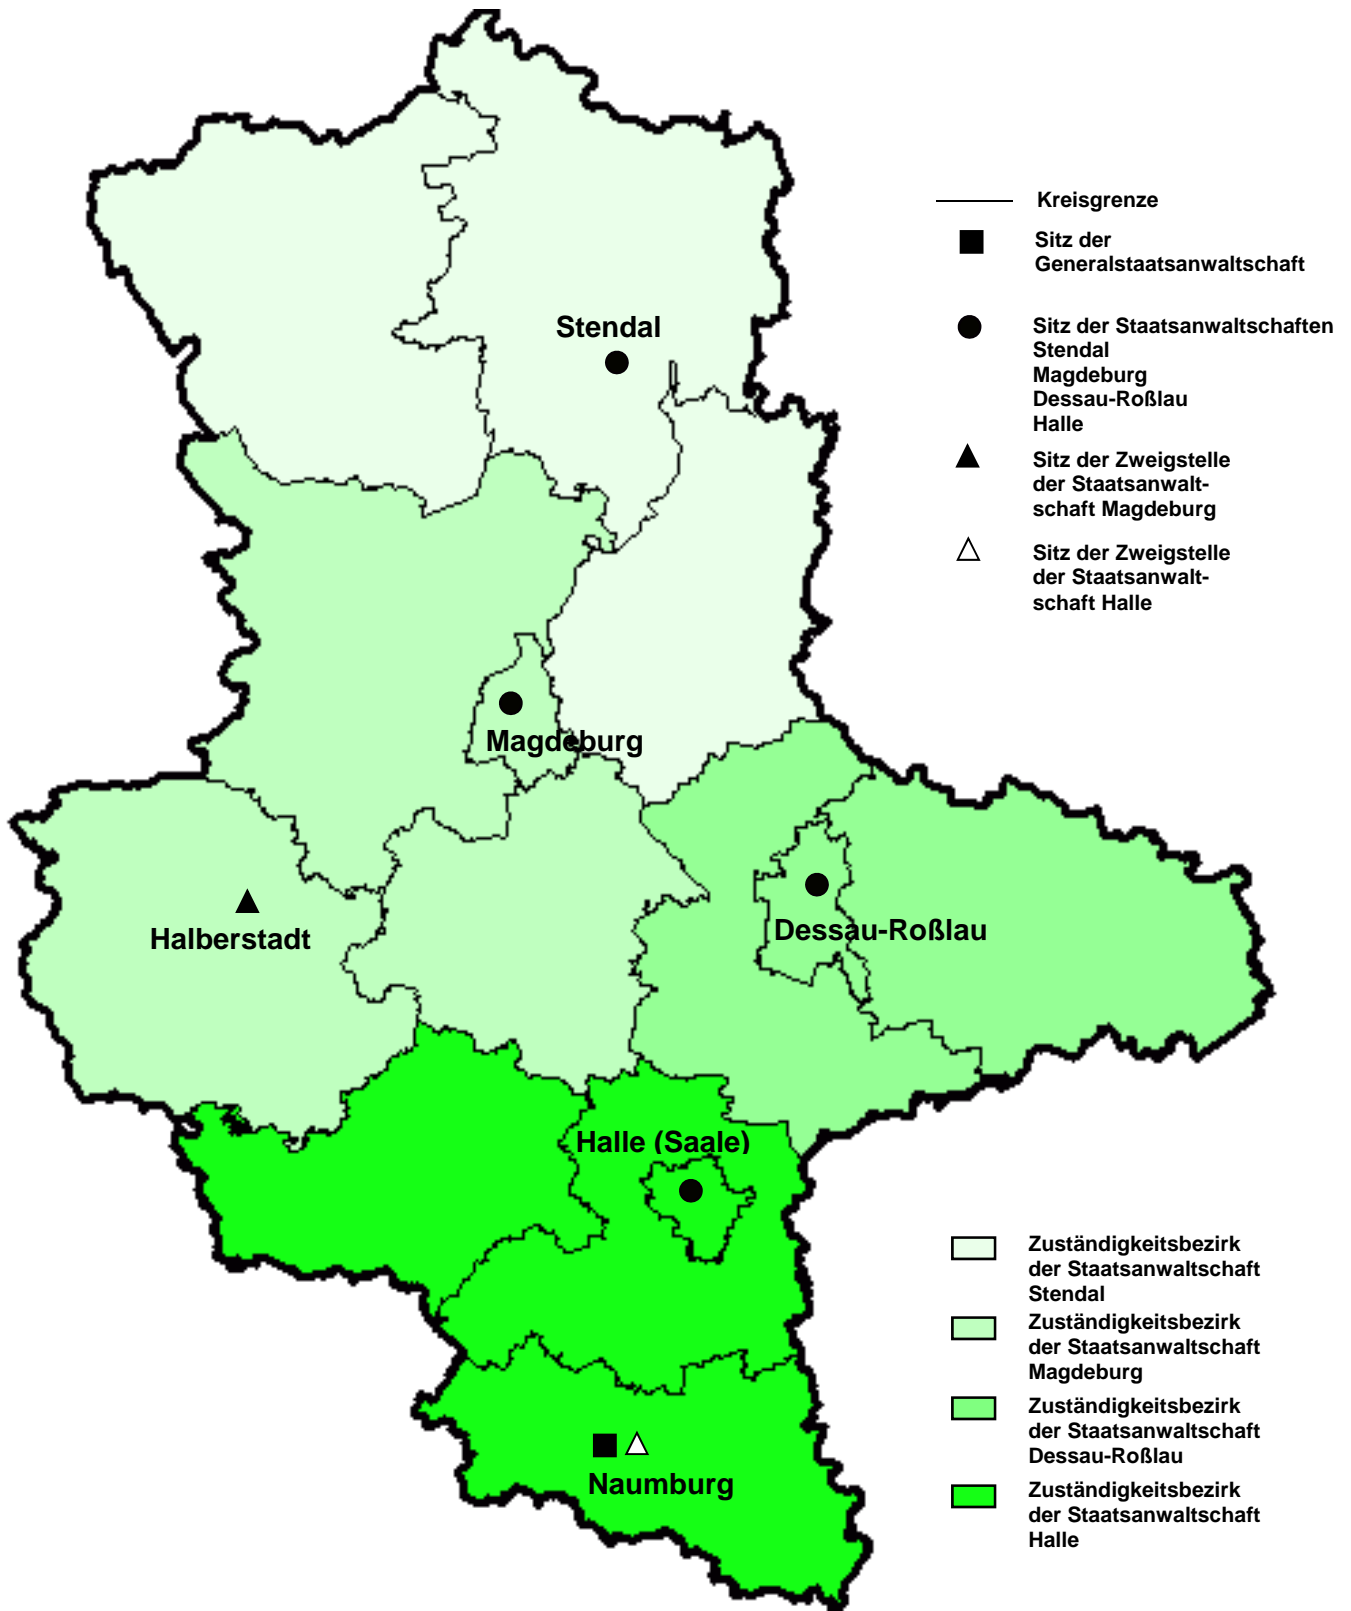 Kreisgrenze
Sitz der
Generalstaatsanwaltschaft
Sitz der Staatsanwaltschaften
Stendal
Magdeburg
Dessau-Roßlau
Halle
Sitz der Zweigstelle
der Staatsanwalt-
schaft Magdeburg
Sitz der Zweigstelle
der Staatsanwalt-
schaft Halle
Stendal
Magdeburg
Halberstadt
Dessau-Roßlau
Halle (Saale)
Naumburg
Zuständigkeitsbezirk
der Staatsanwaltschaft
Stendal
Zuständigkeitsbezirk
der Staatsanwaltschaft
Magdeburg
Zuständigkeitsbezirk
der Staatsanwaltschaft
Dessau-Roßlau
Zuständigkeitsbezirk
der Staatsanwaltschaft
Halle